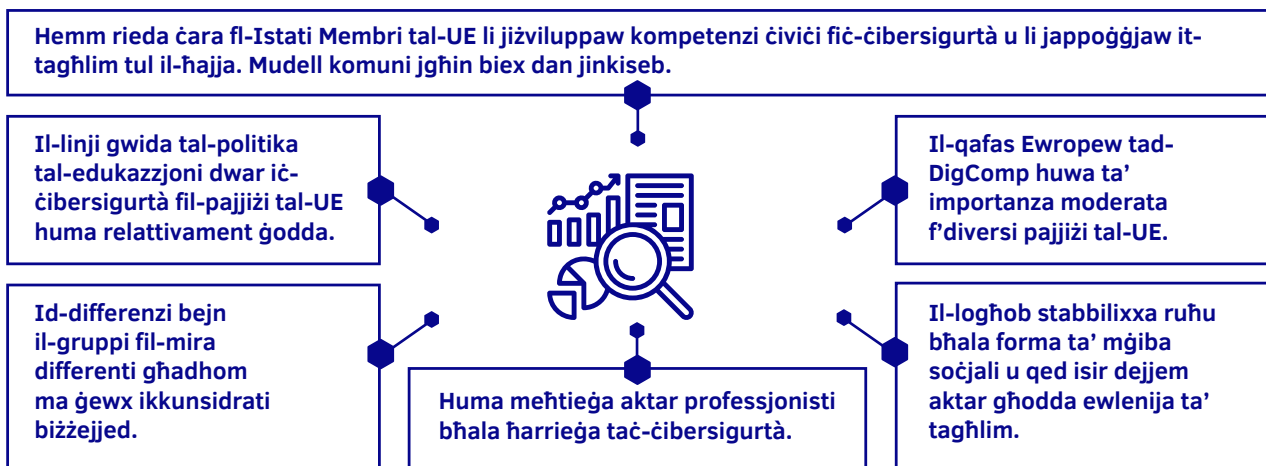 Hemm rieda ċara fl-Istati Membri tal-UE li jiżviluppaw kompetenzi ċiviċi fiċ-ċibersigurtà u li jappoġġjaw it-
tagħlim tul il-ħajja. Mudell komuni jgħin biex dan jinkiseb.
Il-linji gwida tal-politika
tal-edukazzjoni dwar iċ-
ċibersigurtà fil-pajjiżi tal-UE
huma relattivament ġodda.
Il-qafas Ewropew tad-
DigComp huwa ta’
importanza moderata
f’diversi pajjiżi tal-UE.
Id-differenzi bejn
il-gruppi fil-mira
differenti għadhom
ma ġewx ikkunsidrati
biżżejjed.
Huma meħtieġa aktar professjonisti
bħala ħarrieġa taċ-ċibersigurtà.
Il-logħob stabbilixxa ruħu
bħala forma ta’ mġiba
soċjali u qed isir dejjem
aktar għodda ewlenija ta’
tagħlim.